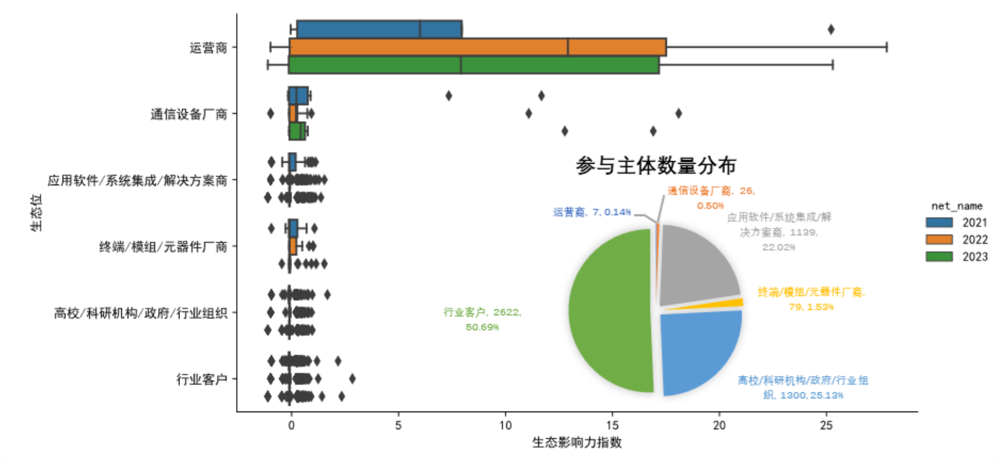 运营商
通信设备厂商
应用软件/系统集成/解决方案商
终端/模组/元器件厂商
高校/科研机构/政府/行业组织
行业客户
生态位
0
5
10
15
20
25
生态影响力指数
参与主体数量分布
通信设备厂商, 26,
0.50%
运营商, 7, 0.14%
应用软件/系统集成/解
决方案商, 1139,
22.02%
终端/模组/元器件厂商,
79, 1.53%
行业客户, 2622,
50.69%
高校/科研机构/政府/行业组
织, 1300, 25.13%
net_name
2021
2022
2023